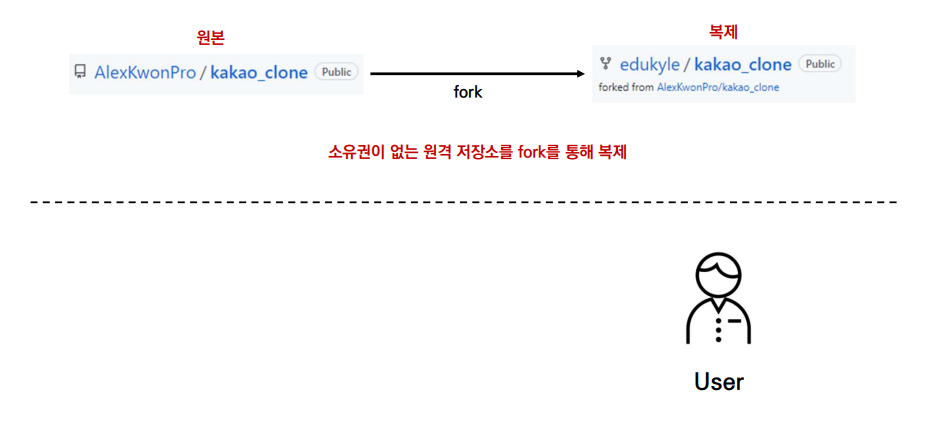 원본
복제
AlexKwonPro / kakao_clone Public
edukyle / kakao_clone Public
forked from AlexKwonPro/kakao_clone
fork
소유권이 없는 원격 저장소를 fork를 통해 복제
User